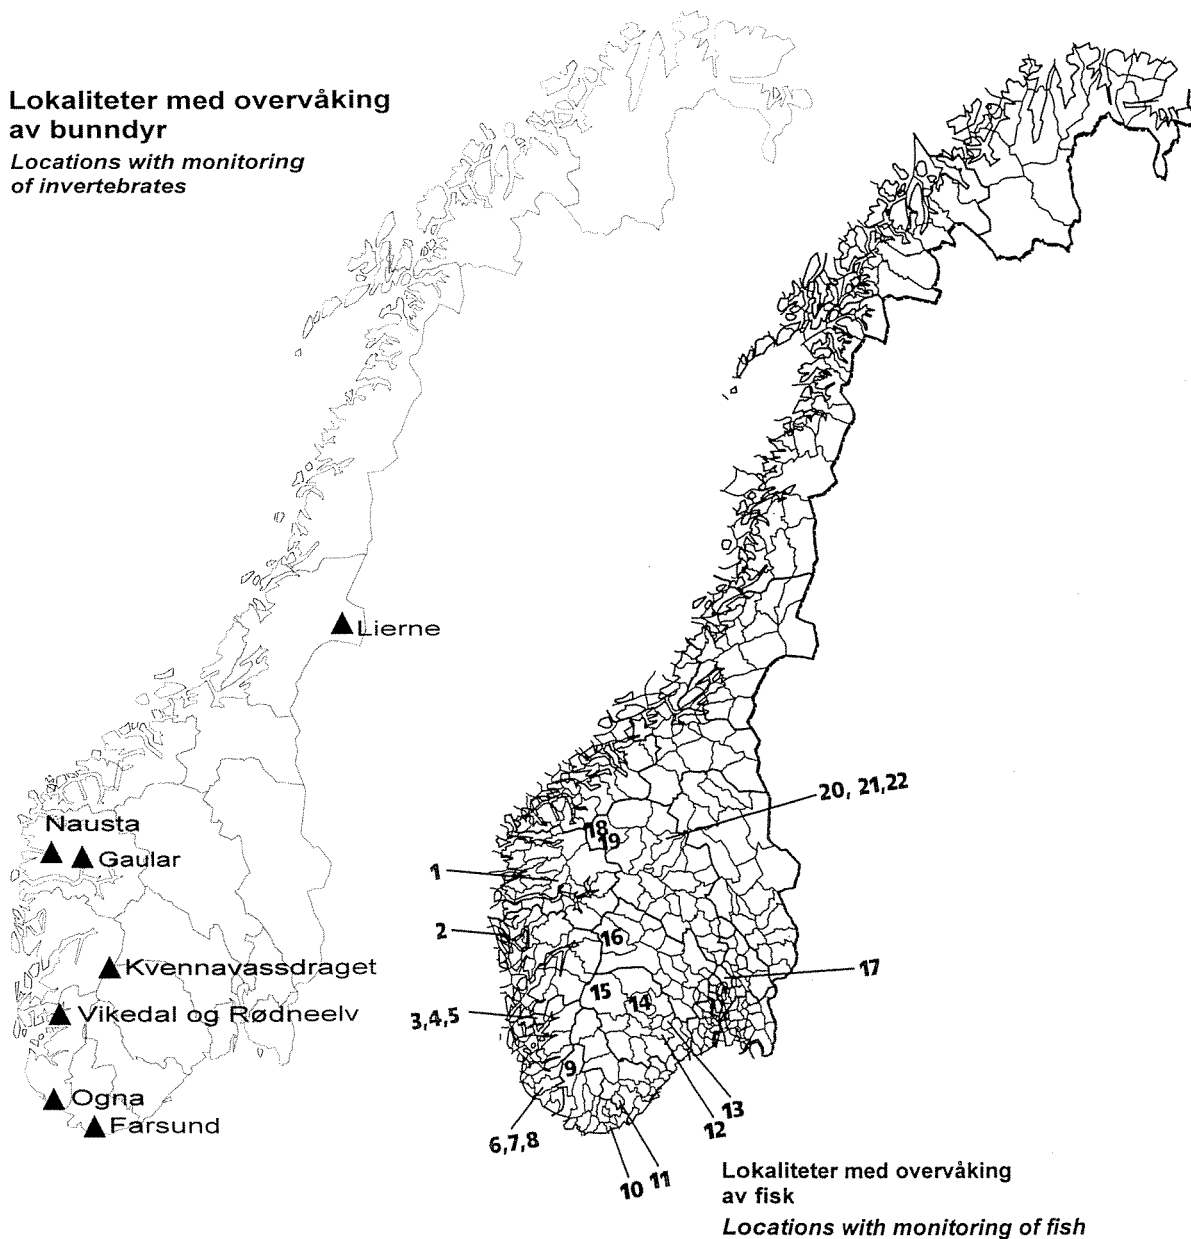 Lokaliteter med overvåking
av bunndyr
Locations with monitoring
of invertebrates
Lierne
Nausta
Gaular
Kvennavassdraget
Vikedal og Rødneelv
Ogna
Farsund
20, 21,22
18
19
1
2
16
17
15
14
3,4,5
9
13
12
6,7,8
10
11
Lokaliteter med overvåking
av fisk
Locations with monitoring of fish